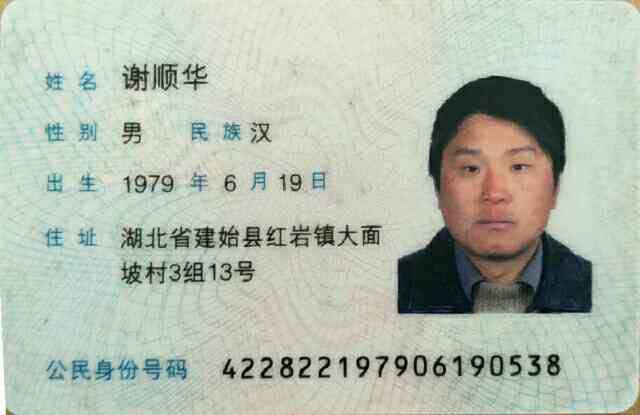 姓名 谢顺华
性别 男 民族 汉
出生 1979 年 6 月 19 日
住址 湖北省建始县红岩镇大面
坡村3组13号
公民身份号码 422822197906190538